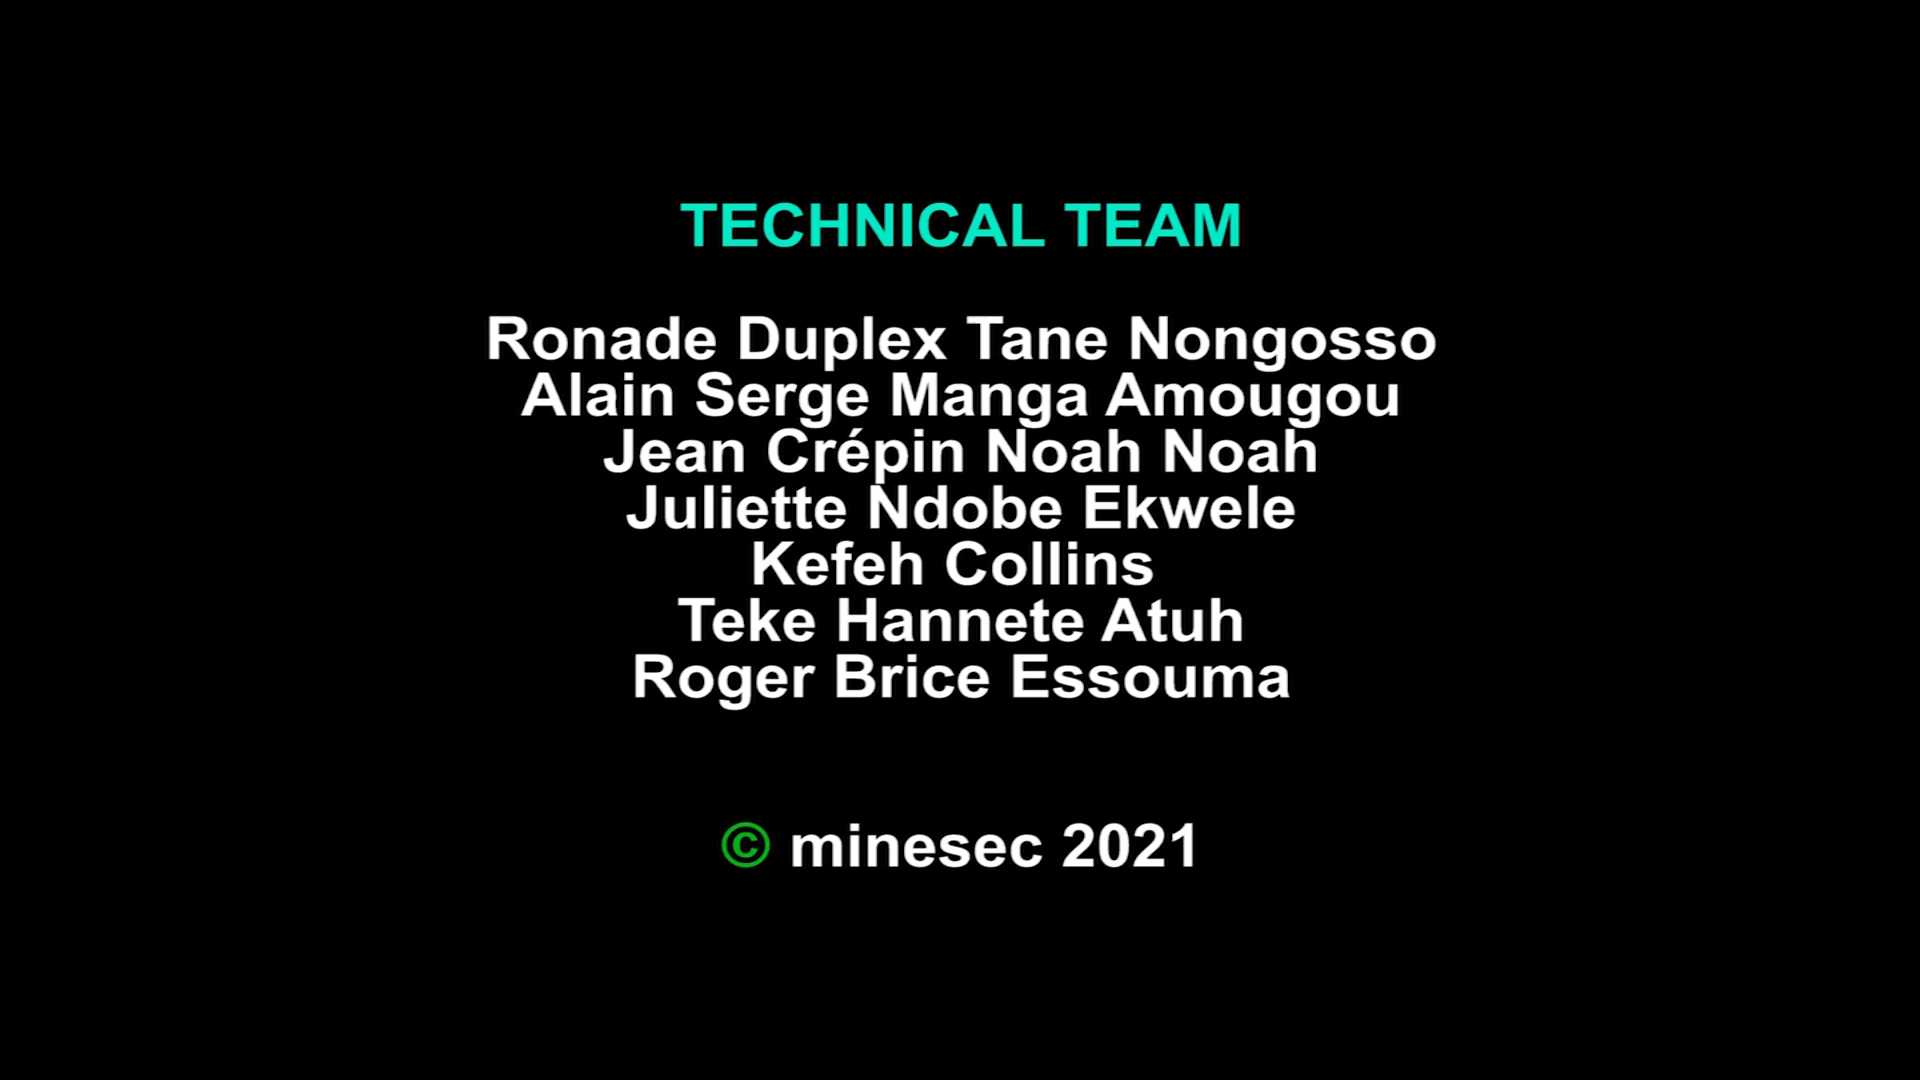 TECHNICAL TEAM
Ronade Duplex Tane Nongosso
Alain Serge Manga Amougou
Jean Crépin Noah Noah
Juliette Ndobe Ekwele
Kefeh Collins
Teke Hannete Atuh
Roger Brice Essouma
© minesec 2021